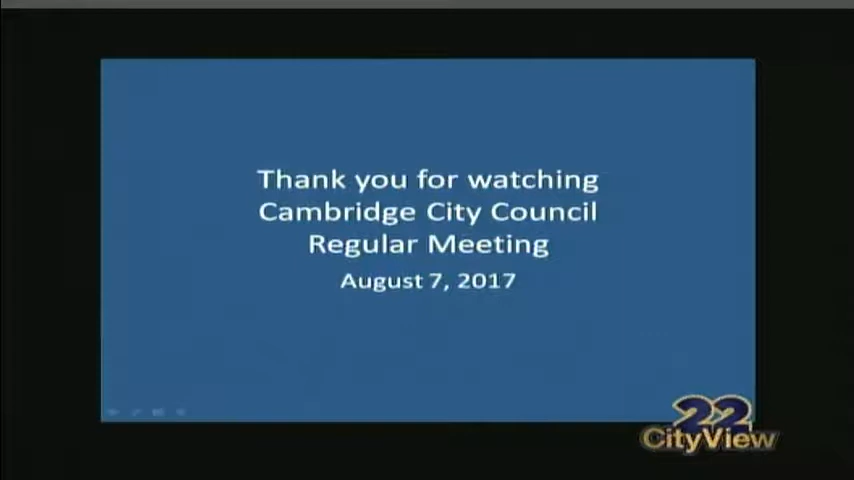 Thank you for watching
Cambridge City Council
Regular Meeting
August 7, 2017
22
CityView